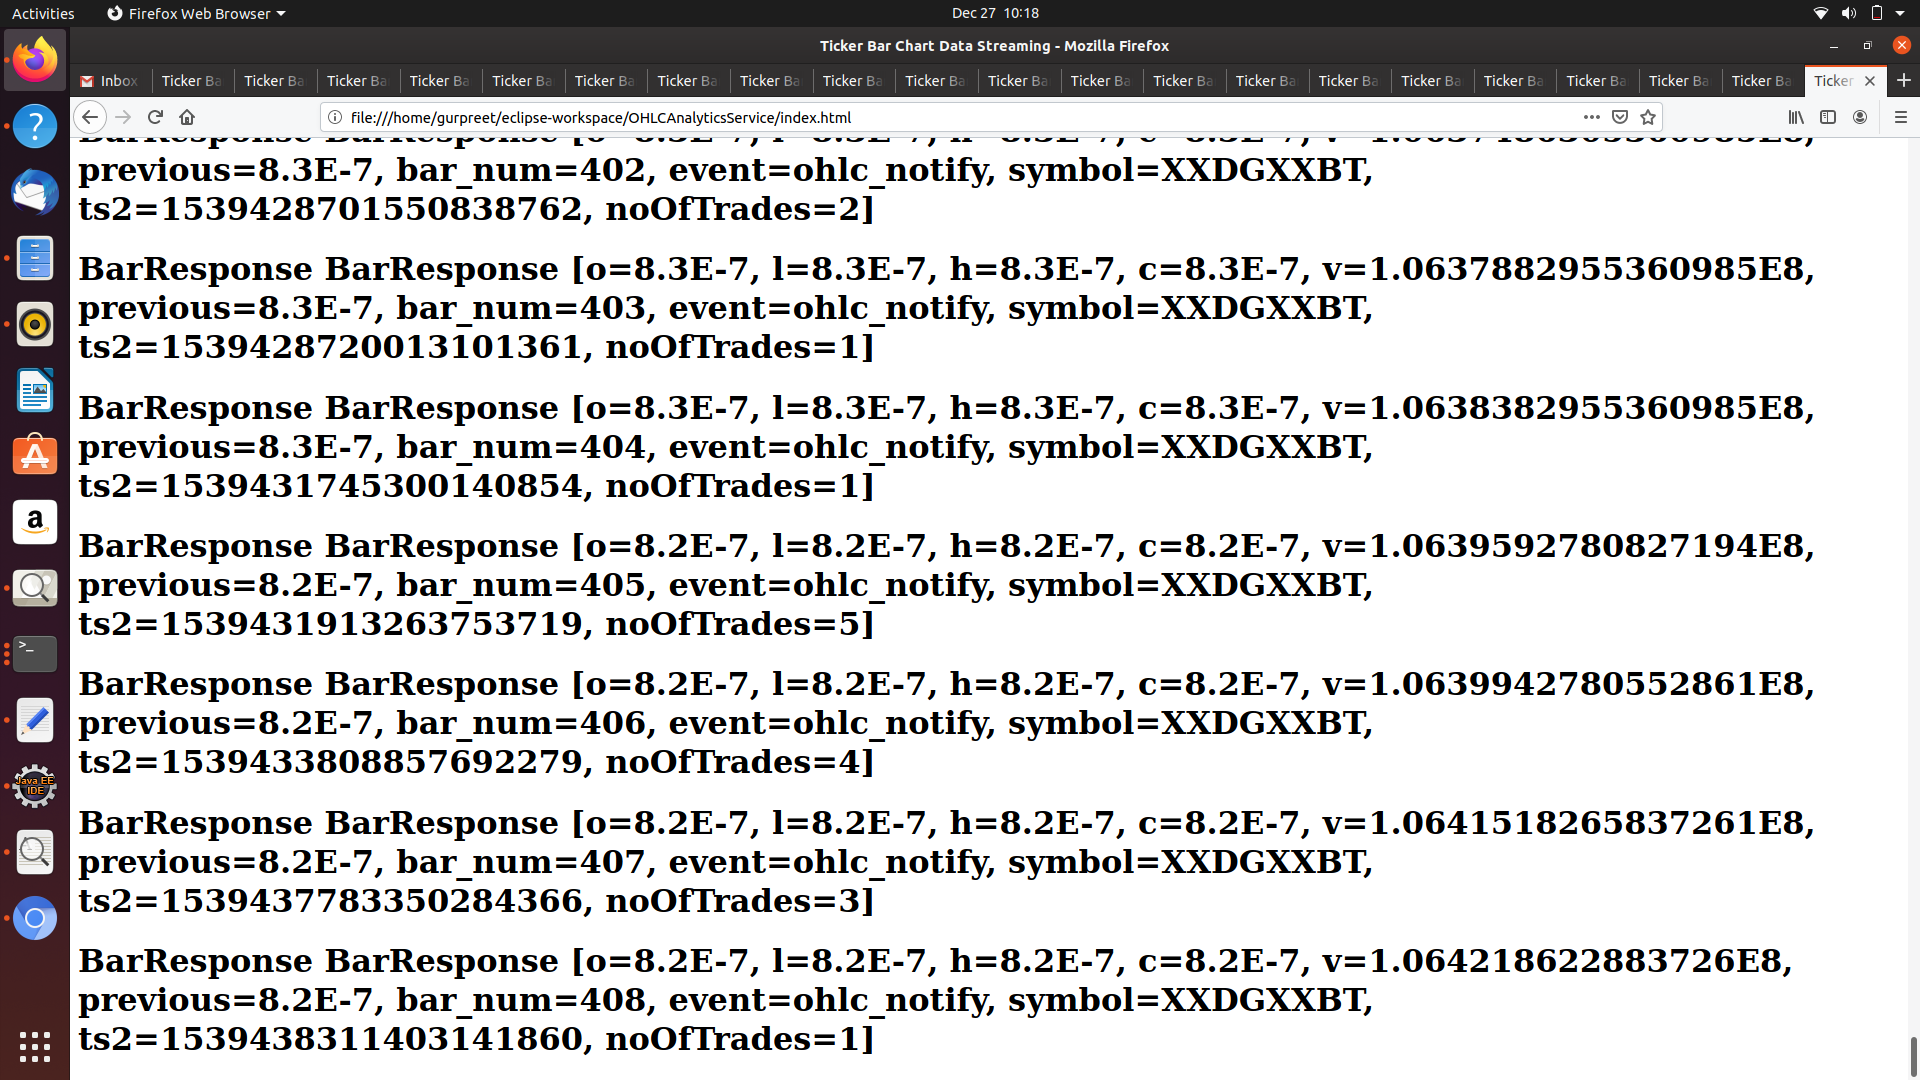 Activities
Firefox Web Browser
Dec 27 10:18
Ticker Bar Chart Data Streaming - Mozilla Firefox
Inbox Ticker Ba Ticker Ba Ticker Ba Ticker Ba Ticker Ba Ticker Ba Ticker Ba Ticker Ba Ticker Ba Ticker Ba Ticker Ba Ticker Ba Ticker Ba Ticker Ba Ticker Ba Ticker Ba Ticker Ba Ticker Ba Ticker Ba Ticker Ba Ticker
file:///home/gurpreet/eclipse-workspace/OHLCAnalyticsService/index.html
previous=8.3E-7, bar_num=402, event=ohlc_notify, symbol=XXDGXXBT,
ts2=1539428701550838762, noOfTrades=2]
BarResponse BarResponse [o=8.3E-7, l=8.3E-7, h=8.3E-7, c=8.3E-7, v=1.0637882955360985E8,
previous=8.3E-7, bar_num=403, event=ohlc_notify, symbol=XXDGXXBT,
ts2=1539428720013101361, noOfTrades=1]
BarResponse BarResponse [o=8.3E-7, l=8.3E-7, h=8.3E-7, c=8.3E-7, v=1.0638382955360985E8,
previous=8.3E-7, bar_num=404, event=ohlc_notify, symbol=XXDGXXBT,
ts2=1539431745300140854, noOfTrades=1]
BarResponse BarResponse [o=8.2E-7, l=8.2E-7, h=8.2E-7, c=8.2E-7, v=1.0639592780827194E8,
previous=8.2E-7, bar_num=405, event=ohlc_notify, symbol=XXDGXXBT,
ts2=1539431913263753719, noOfTrades=5]
BarResponse BarResponse [o=8.2E-7, l=8.2E-7, h=8.2E-7, c=8.2E-7, v=1.0639942780552861E8,
previous=8.2E-7, bar_num=406, event=ohlc_notify, symbol=XXDGXXBT,
ts2=1539433808857692279, noOfTrades=4]
BarResponse BarResponse [o=8.2E-7, l=8.2E-7, h=8.2E-7, c=8.2E-7, v=1.0641518265837261E8,
previous=8.2E-7, bar_num=407, event=ohlc_notify, symbol=XXDGXXBT,
ts2=1539437783350284366, noOfTrades=3]
BarResponse BarResponse [o=8.2E-7, l=8.2E-7, h=8.2E-7, c=8.2E-7, v=1.064218622883726E8,
previous=8.2E-7, bar_num=408, event=ohlc_notify, symbol=XXDGXXBT,
ts2=1539438311403141860, noOfTrades=1]
Java EE
IDE